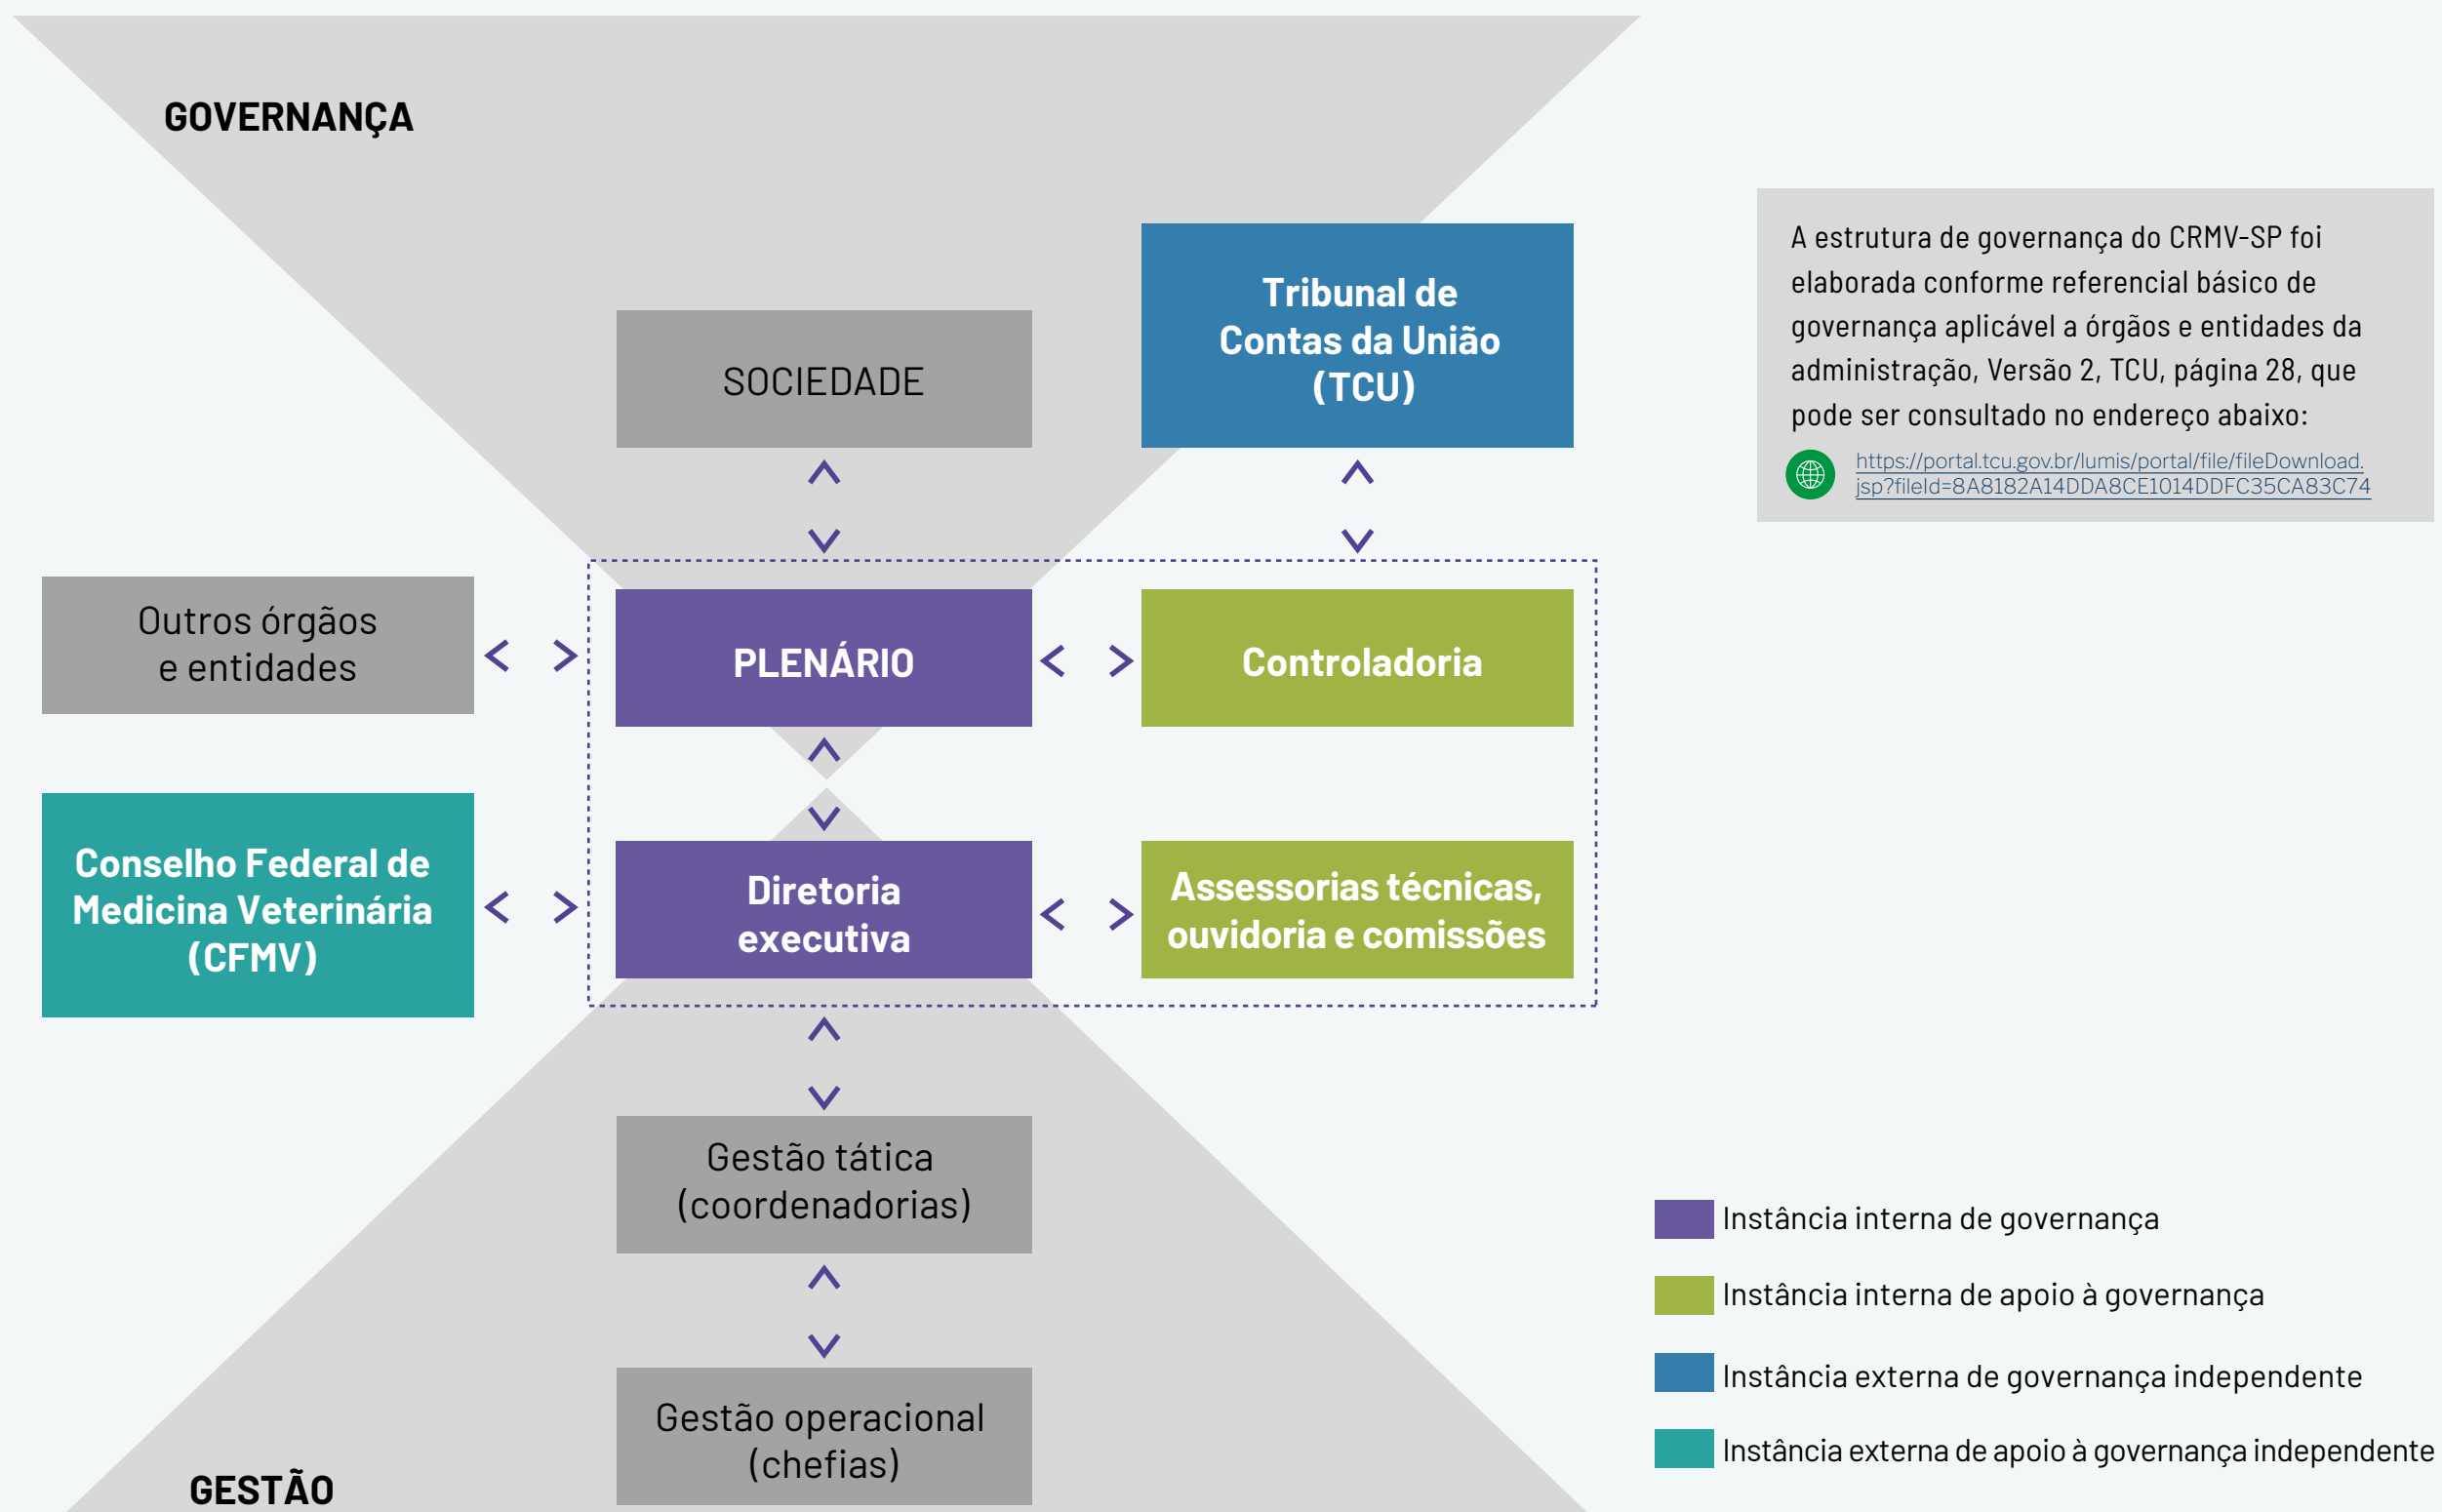 GOVERNANÇA
A estrutura de governança do CRMV-SP foi
elaborada conforme referencial básico de
governança aplicável a órgãos e entidades da
administração, Versão 2, TCU, página 28, que
pode ser consultado no endereço abaixo:
https://portal.tcu.gov.br/lumis/portal/file/fileDownload.
jsp?fileId=8A8182A14DDA8CE1014DDFC35CA83C74
Tribunal de
Contas da União
(TCU)
SOCIEDADE
Outros órgãos
e entidades
PLENÁRIO
Controladoria
Conselho Federal de
Medicina Veterinária
(CFMV)
Diretoria
executiva
Assessorias técnicas,
ouvidoria e comissões
Gestão tática
(coordenadorias)
Gestão operacional
(chefias)
GESTÃO
Instância interna de governança
Instância interna de apoio à governança
Instância externa de governança independente
Instância externa de apoio à governança independente